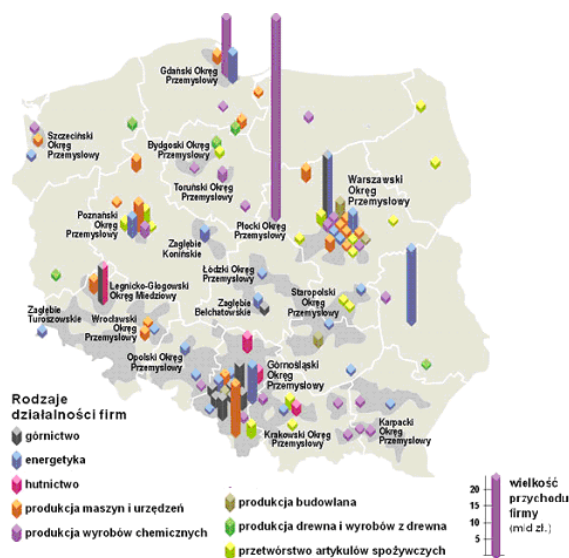 Gdański Okręg
Przemysłowy
Szczeciński
Okręg
Przemysłowy
Bydgoski Okręg
Przemysłowy
Toruński Okręg
Przemysłowy
Warszawski
Okręg
Przemysłowy
Poznański
Okręg
Przemysłowy
Płocki Okręg
Przemysłowy
Zagłębie
Konińskie
Łódzki Okręg
Przemysłowy
Legnicko-Głogowski
Okręg Miedziowy
Zagłębie
Turoszowskie
Wrocławski
Okręg
Przemysłowy
Zagłębie
Bełchatowskie
Staropolski
Okręg
Przemysłowy
Opolski Okręg
Przemysłowy
Górnośląski
Okręg
Przemysłowy
Krakowski Okręg
Przemysłowy
Karpacki
Okręg
Przemysłowy
Rodzaje
działalności firm
górnictwo
energetyka
hutnictwo
produkcja maszyn i urządzeń
produkcja wyrobów chemicznych
produkcja budowlana
produkcja drewna i wyrobów z drewna
przetwórstwo artykułów spożywczych
20
15
10
5
wielkość
przychodu
firmy
(mld zł.)